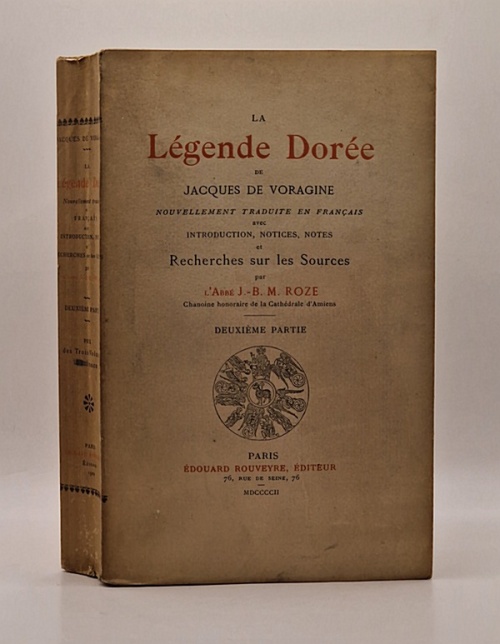 LA
Légende Dorée
DE
JACQUES DE VORAGINE
NOUVELLEMENT TRADUITE EN FRANÇAIS
avec
INTRODUCTION, NOTICES, NOTES
et
Recherches sur les Sources
par
L'ABBÉ J.-B. M. ROZE
Chanoine honoraire de la Cathédrale d'Amiens
DEUXIÈME PARTIE
PARIS
ÉDOUARD ROUVEYRE, ÉDITEUR
76, RUE DE SEINE, 76
MDCCCCII